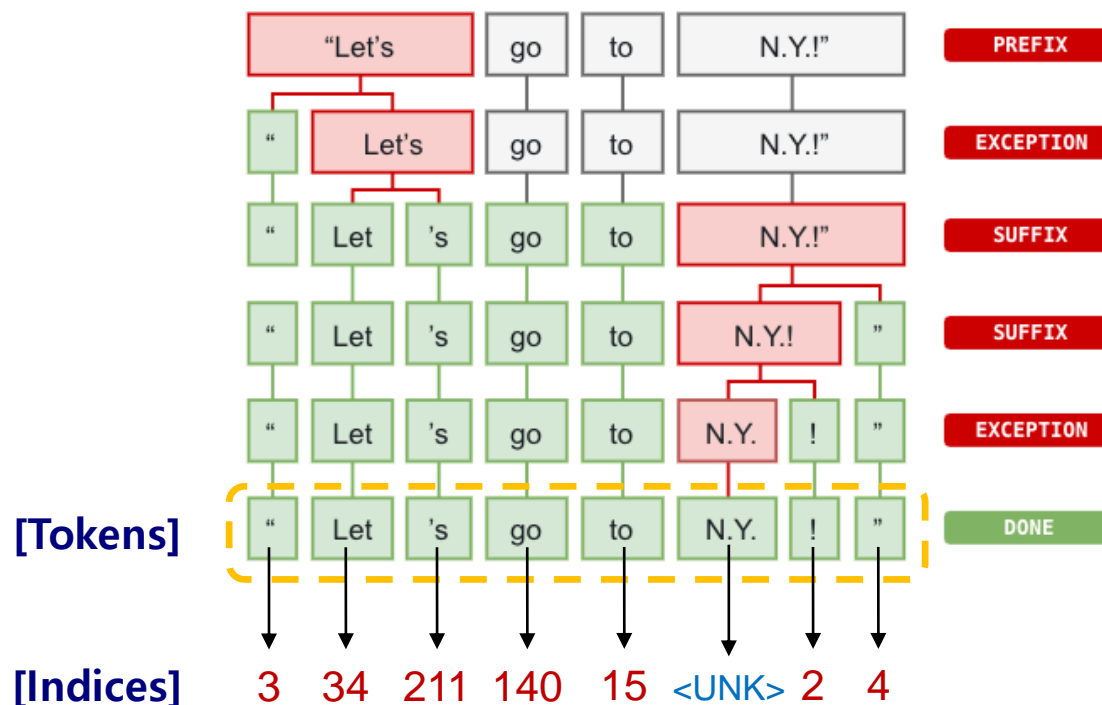 “Let’s go to N.Y.!” PREFIX
“ Let’s go to N.Y.!” EXCEPTION
“ Let ’s go to N.Y.!” SUFFIX
“ Let ’s go to N.Y.! ” SUFFIX
“ Let ’s go to N.Y. ! ” EXCEPTION
[Tokens] “ Let ’s go to N.Y. ! ” DONE
[Indices] 3 34 211 140 15 <UNK> 2 4